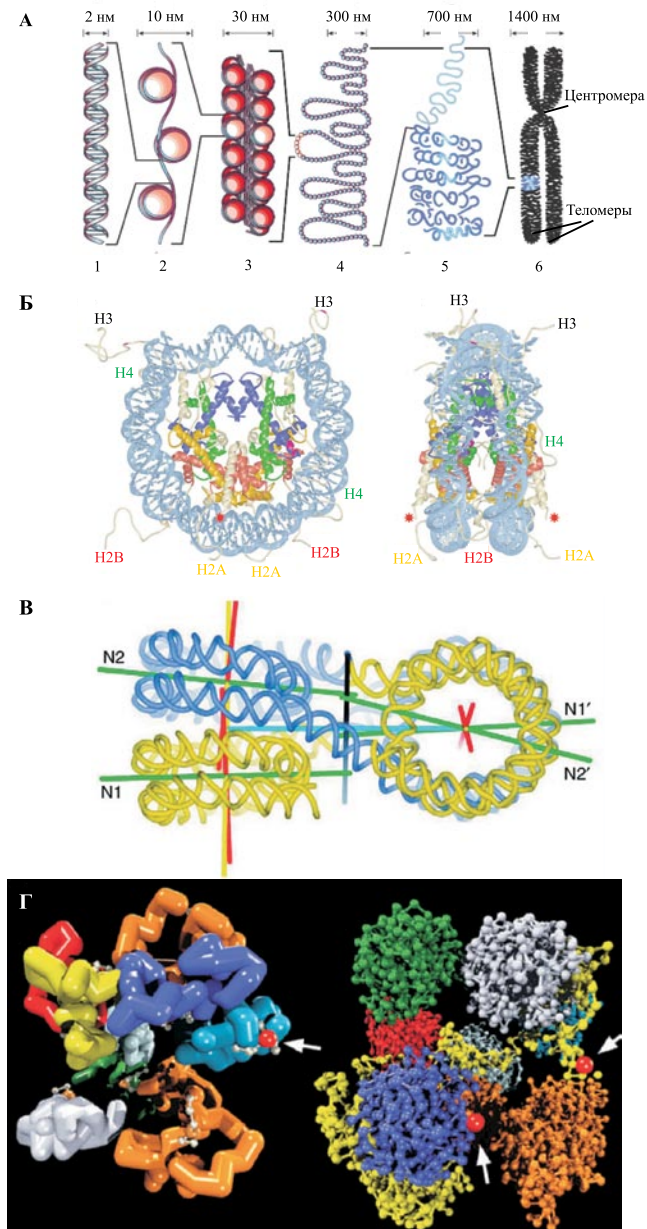 А
2 нм 10 нм 30 нм 300 нм 700 нм 1400 нм
Центромера
Теломеры
1 2 3 4 5 6
Б
H3 H3 H3 H3
H4
H4
H4
H2B H2A H2A H2B
H2A H2B H2A
В
N2
N1′
N1
N2′
Г